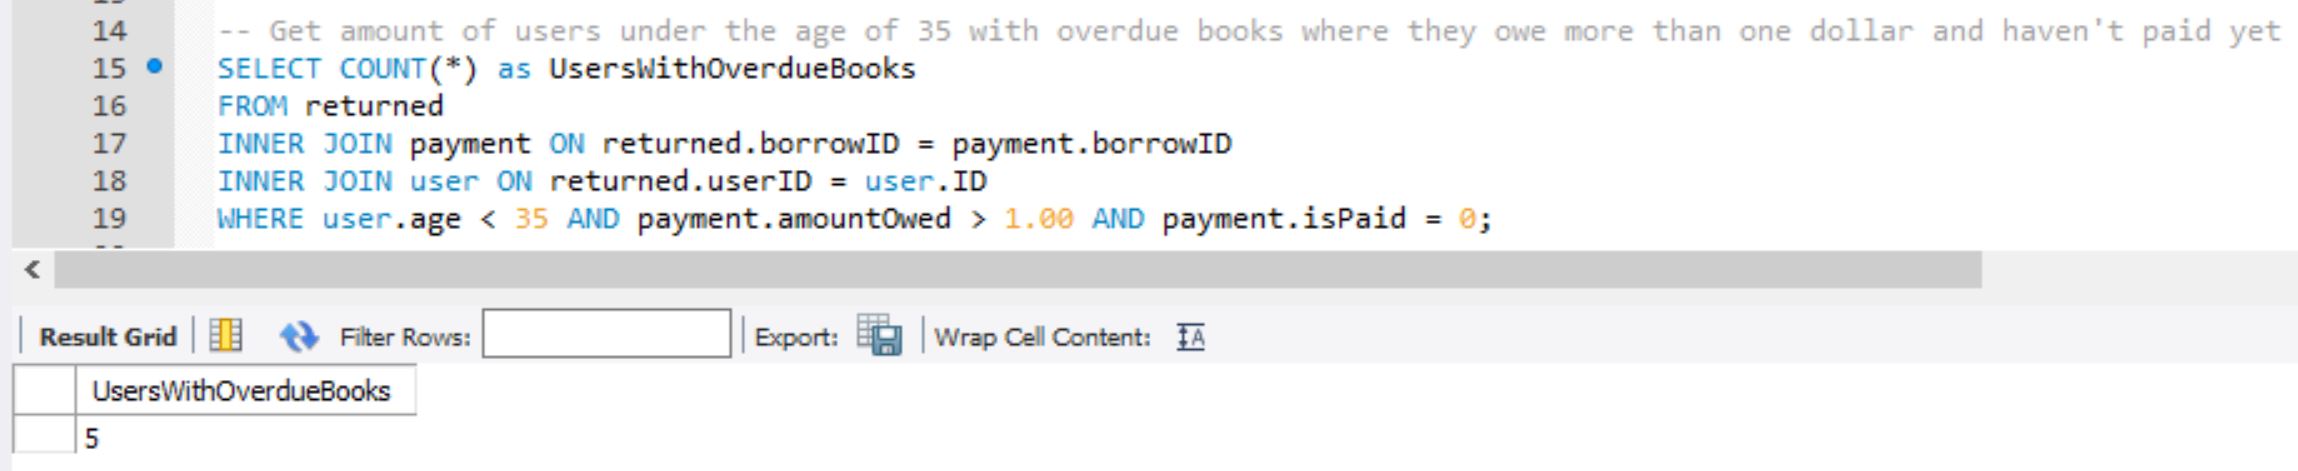 14 -- Get amount of users under the age of 35 with overdue books where they owe more than one dollar and haven't paid yet
15 SELECT COUNT(*) as UsersWithOverdueBooks
16 FROM returned
17 INNER JOIN payment ON returned.borrowID = payment.borrowID
18 INNER JOIN user ON returned.userID = user.ID
19 WHERE user.age < 35 AND payment.amountOwed > 1.00 AND payment.isPaid = 0;
Result Grid Filter Rows: Export: Wrap Cell Content:
UsersWithOverdueBooks
5